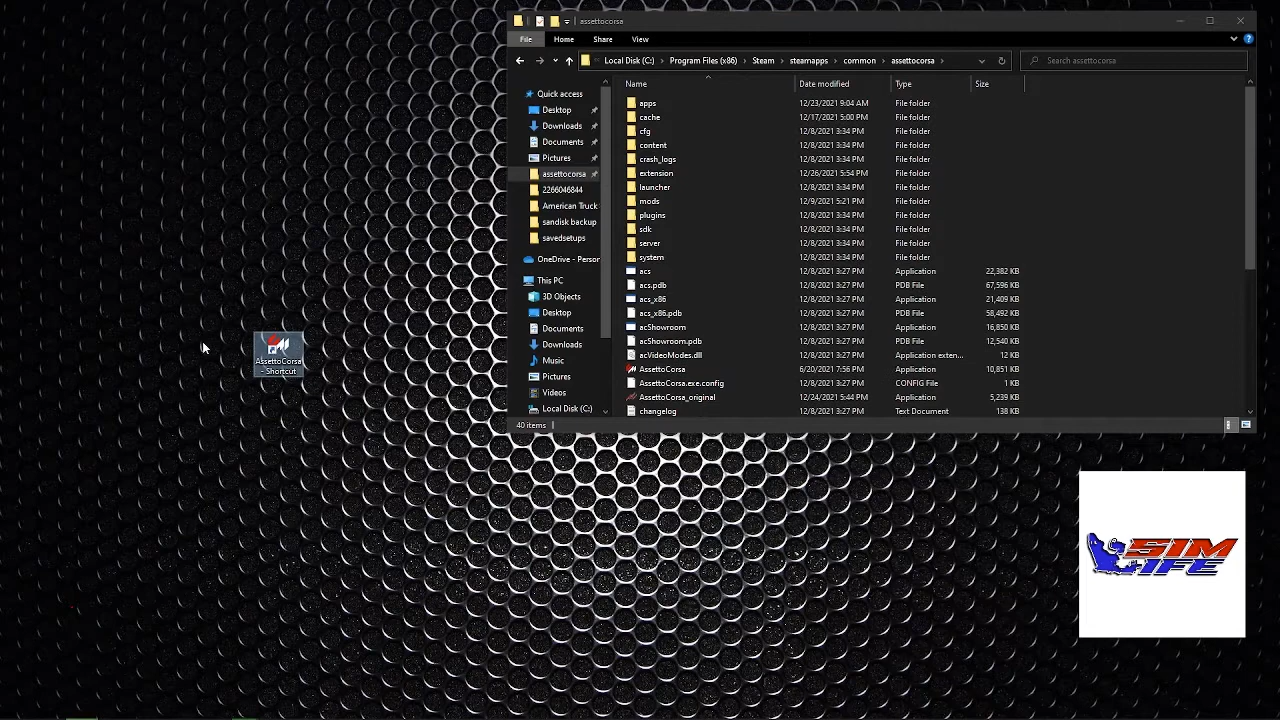 assettocorsa
File Home Share View
Local Disk (C:) Program Files (x86) Steam steamapps common assettocorsa Search assettocorsa
Name Date modified Type Size
Quick access
Desktop
Downloads
Documents
Pictures
assettocorsa
2266046844
American Truck
sandisk backup
savedsetups
OneDrive - Person
This PC
3D Objects
Desktop
Documents
Downloads
Music
Pictures
Videos
Local Disk (C:)
apps 12/23/2021 9:04 AM File folder
cache 12/17/2021 5:00 PM File folder
cfg 12/8/2021 3:34 PM File folder
content 12/8/2021 3:34 PM File folder
crash_logs 12/8/2021 3:34 PM File folder
extension 12/26/2021 5:54 PM File folder
launcher 12/8/2021 3:34 PM File folder
mods 12/9/2021 5:21 PM File folder
plugins 12/8/2021 3:34 PM File folder
sdk 12/8/2021 3:34 PM File folder
server 12/8/2021 3:34 PM File folder
system 12/8/2021 3:34 PM File folder
acs 12/8/2021 3:27 PM Application 22,382 KB
acs.pdb 12/8/2021 3:27 PM PDB File 67,596 KB
acs_x86 12/8/2021 3:27 PM Application 21,409 KB
acs_x86.pdb 12/8/2021 3:27 PM PDB File 58,492 KB
acShowroom 12/8/2021 3:27 PM Application 16,850 KB
acShowroom.pdb 12/8/2021 3:27 PM PDB File 12,540 KB
acVideoModes.dll 12/8/2021 3:27 PM Application exten... 12 KB
AssettoCorsa 6/20/2021 7:56 PM Application 10,851 KB
AssettoCorsa.exe.config 12/8/2021 3:27 PM CONFIG File 1 KB
AssettoCorsa_original 12/24/2021 5:44 PM Application 5,239 KB
changelog 12/8/2021 3:27 PM Text Document 138 KB
40 items
AssettoCorsa
- Shortcut
SIM
LIFE